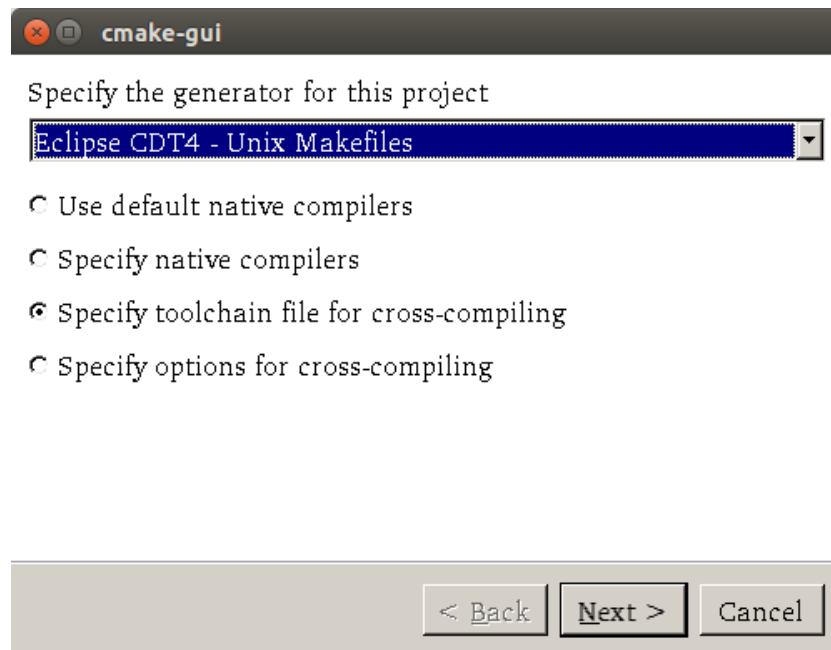 cmake-gui
Specify the generator for this project
Eclipse CDT4 - Unix Makefiles
Use default native compilers
Specify native compilers
Specify toolchain file for cross-compiling
Specify options for cross-compiling
< Back Next > Cancel